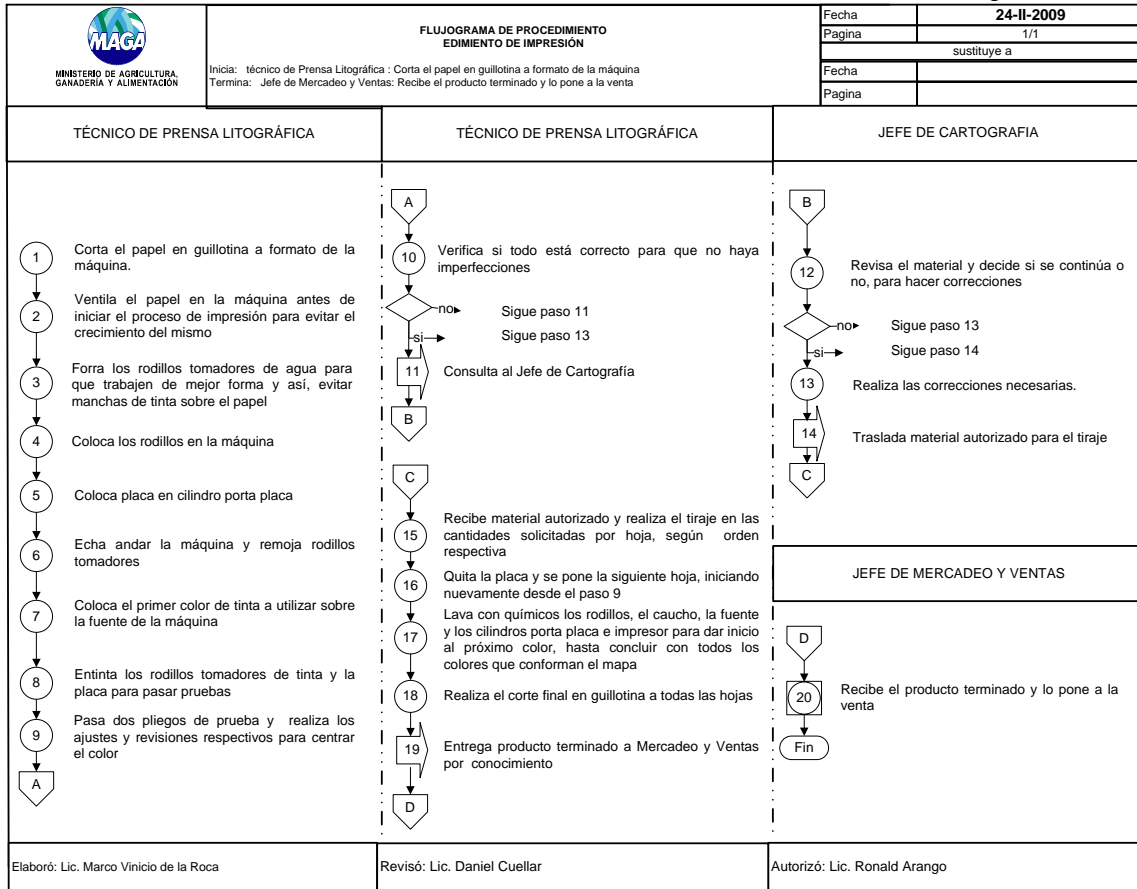 MAGA
MINISTERIO DE AGRICULTURA,
GANADERÍA Y ALIMENTACIÓN
FLUJOGRAMA DE PROCEDIMIENTO
EDIMIENTO DE IMPRESIÓN
Inicia: técnico de Prensa Litográfica : Corta el papel en guillotina a formato de la máquina
Termina: Jefe de Mercadeo y Ventas: Recibe el producto terminado y lo pone a la venta
Fecha 24-II-2009
Pagina 1/1
sustituye a
Fecha
Pagina
TÉCNICO DE PRENSA LITOGRÁFICA
1
Corta el papel en guillotina a formato de la
máquina.
2
Ventila el papel en la máquina antes de
iniciar el proceso de impresión para evitar el
crecimiento del mismo
3
Forra los rodillos tomadores de agua para
que trabajen de mejor forma y así, evitar
manchas de tinta sobre el papel
4
Coloca los rodillos en la máquina
5
Coloca placa en cilindro porta placa
6
Echa andar la máquina y remoja rodillos
tomadores
7
Coloca el primer color de tinta a utilizar sobre
la fuente de la máquina
8
Entinta los rodillos tomadores de tinta y la
placa para pasar pruebas
9
Pasa dos pliegos de prueba y realiza los
ajustes y revisiones respectivos para centrar
el color
A
TÉCNICO DE PRENSA LITOGRÁFICA
A
10
Verifica si todo está correcto para que no haya
imperfecciones
no Sigue paso 11
si Sigue paso 13
11
Consulta al Jefe de Cartografía
B
C
15
Recibe material autorizado y realiza el tiraje en las
cantidades solicitadas por hoja, según orden
respectiva
16
Quita la placa y se pone la siguiente hoja, iniciando
nuevamente desde el paso 9
17
Lava con químicos los rodillos, el caucho, la fuente
y los cilindros porta placa e impresor para dar inicio
al próximo color, hasta concluir con todos los
colores que conforman el mapa
18
Realiza el corte final en guillotina a todas las hojas
19
Entrega producto terminado a Mercadeo y Ventas
por conocimiento
D
JEFE DE CARTOGRAFIA
B
12
Revisa el material y decide si se continúa o
no, para hacer correcciones
no Sigue paso 13
si Sigue paso 14
13
Realiza las correcciones necesarias.
14
Traslada material autorizado para el tiraje
C
JEFE DE MERCADEO Y VENTAS
D
20
Recibe el producto terminado y lo pone a la
venta
Fin
Elaboró: Lic. Marco Vinicio de la Roca
Revisó: Lic. Daniel Cuellar
Autorizó: Lic. Ronald Arango